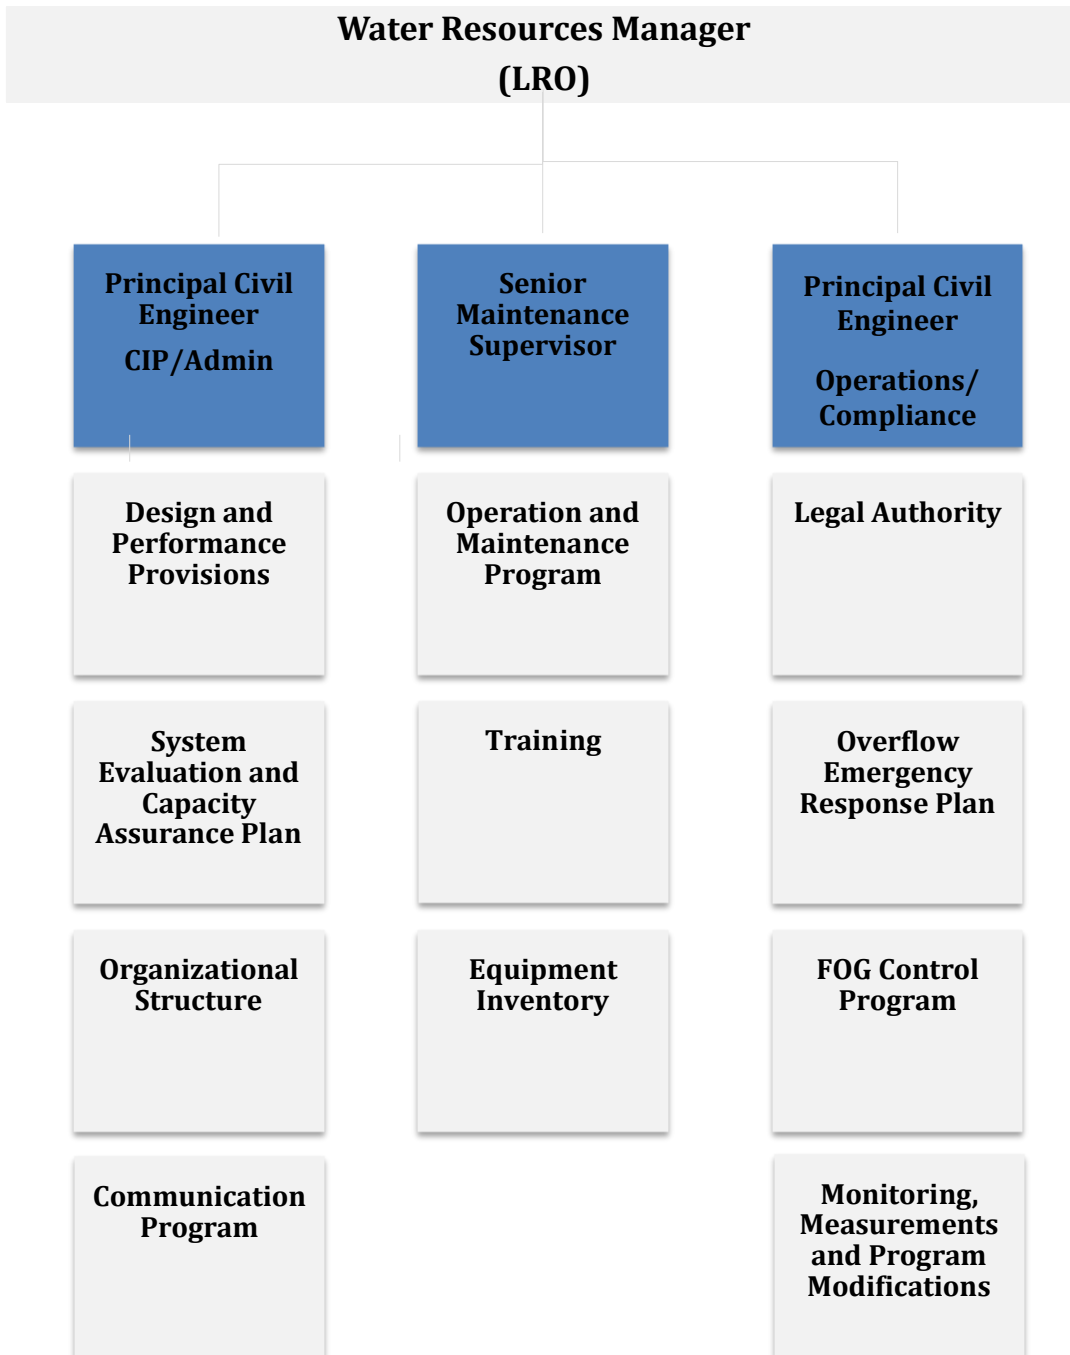 Water Resources Manager
(LRO)
Principal Civil
Engineer
CIP/Admin
Senior
Maintenance
Supervisor
Principal Civil
Engineer
Operations/
Compliance
Design and
Performance
Provisions
Operation and
Maintenance
Program
Legal Authority
System
Evaluation and
Capacity
Assurance Plan
Training
Overflow
Emergency
Response Plan
Organizational
Structure
Equipment
Inventory
FOG Control
Program
Communication
Program
Monitoring,
Measurements
and Program
Modifications